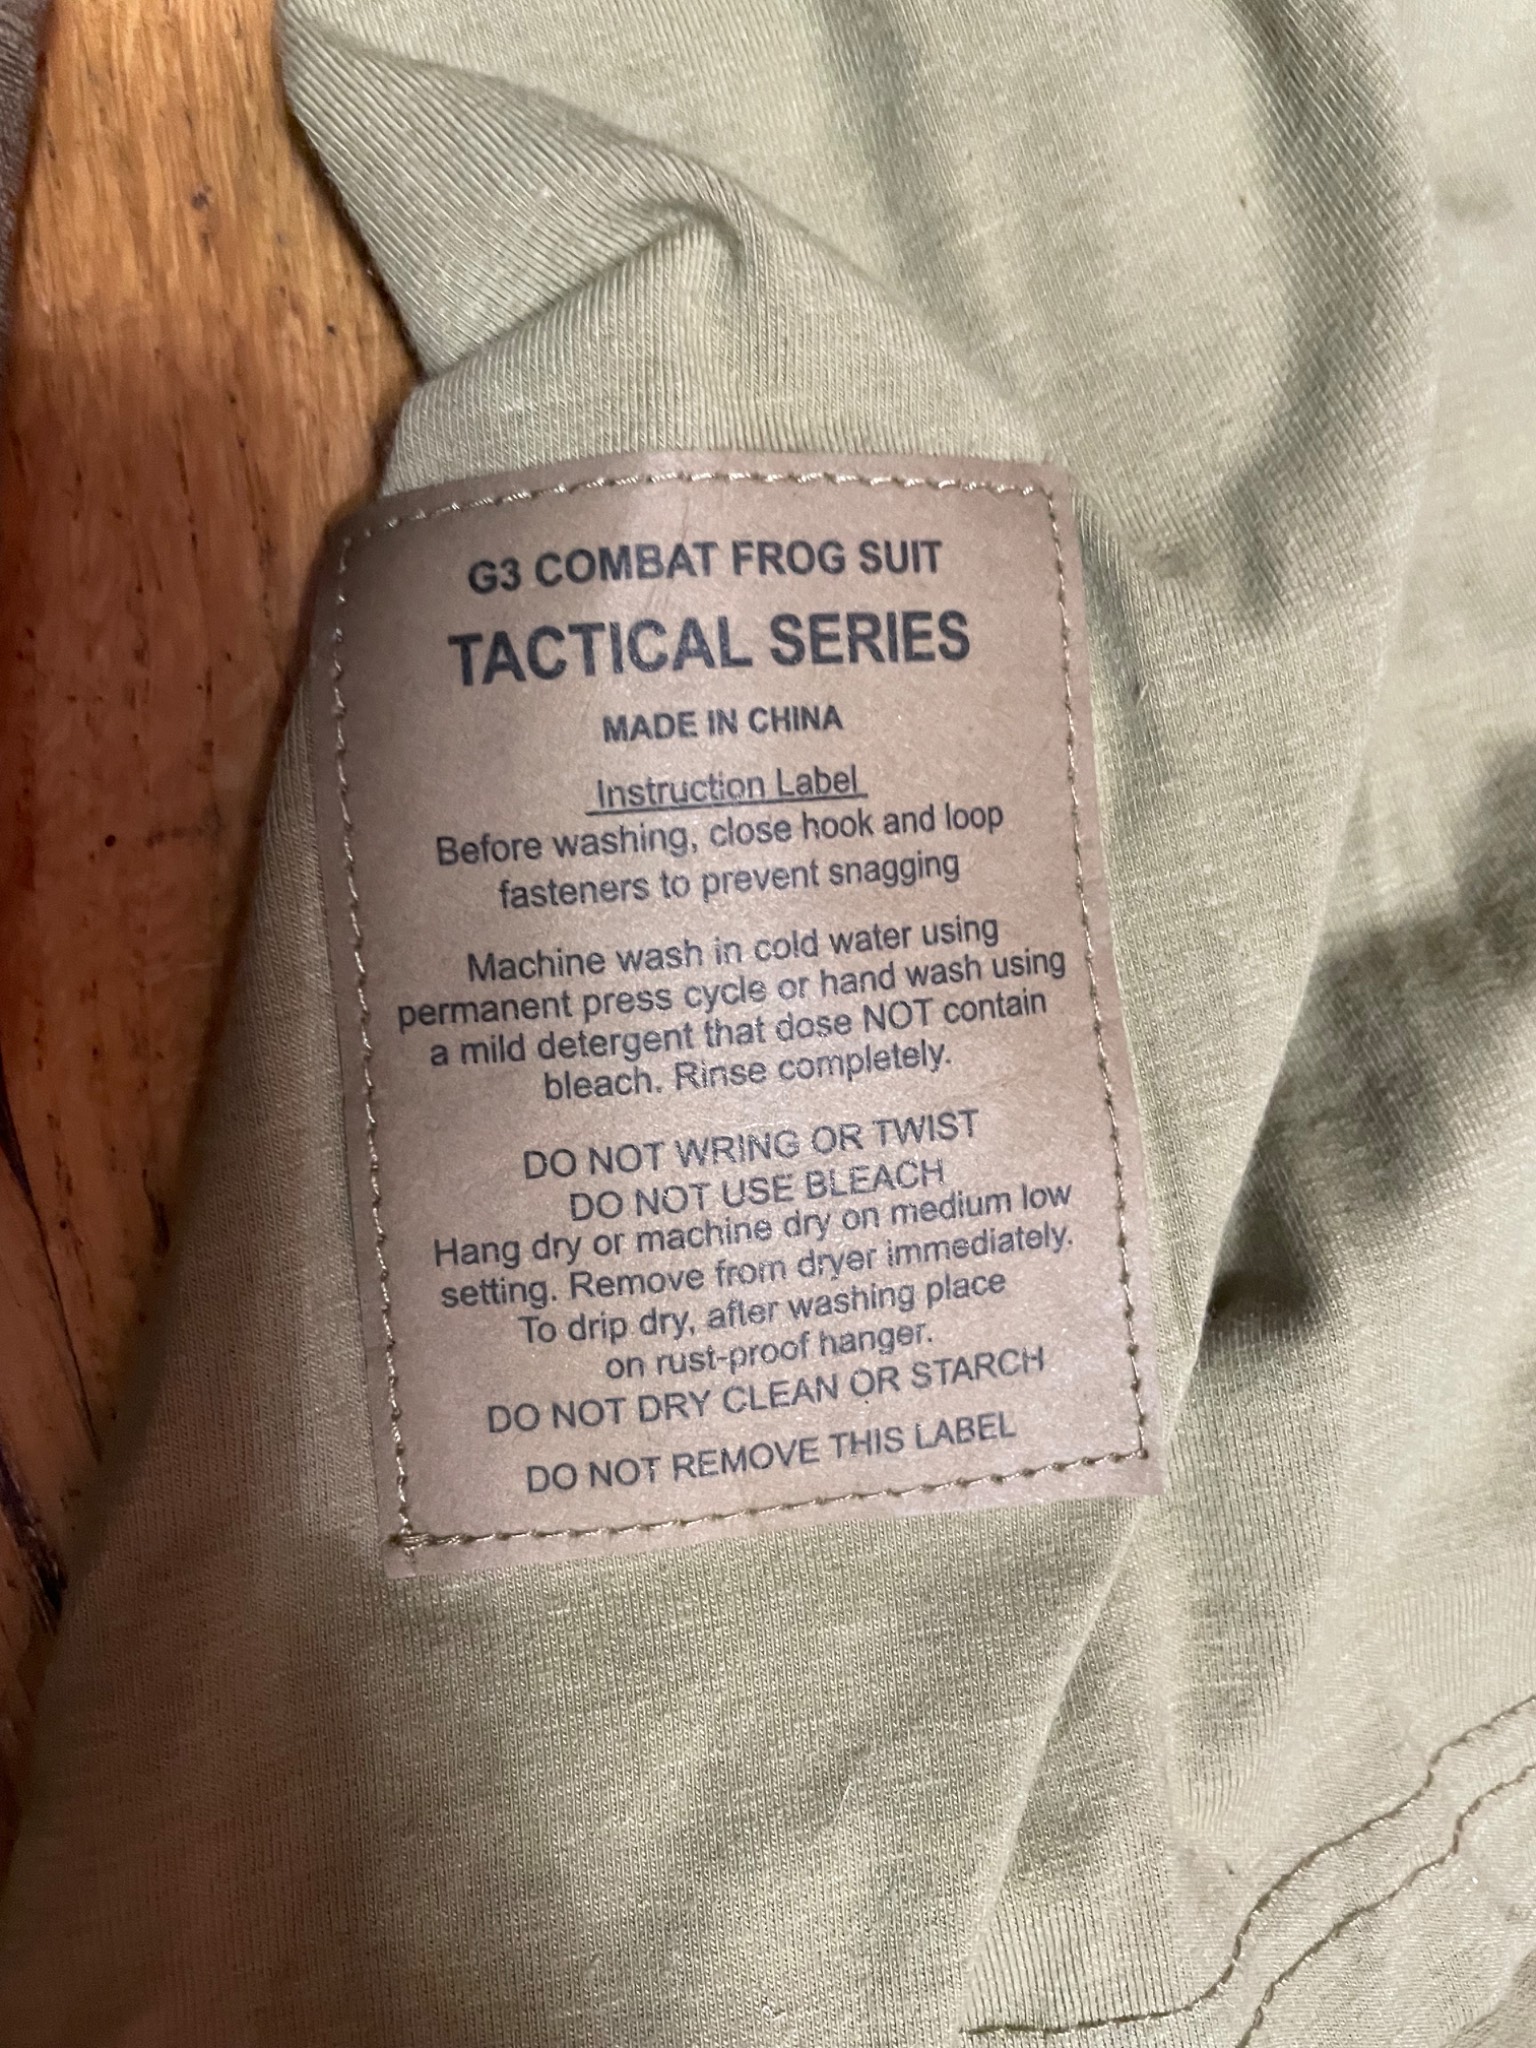 G3 COMBAT FROG SUIT
TACTICAL SERIES
MADE IN CHINA
Instruction Label
Before washing, close hook and loop
fasteners to prevent snagging
Machine wash in cold water using
permanent press cycle or hand wash using
a mild detergent that dose NOT contain
bleach. Rinse completely.
DO NOT WRING OR TWIST
DO NOT USE BLEACH
Hang dry or machine dry on medium low
setting. Remove from dryer immediately.
To drip dry, after washing place
on rust-proof hanger.
DO NOT DRY CLEAN OR STARCH
DO NOT REMOVE THIS LABEL